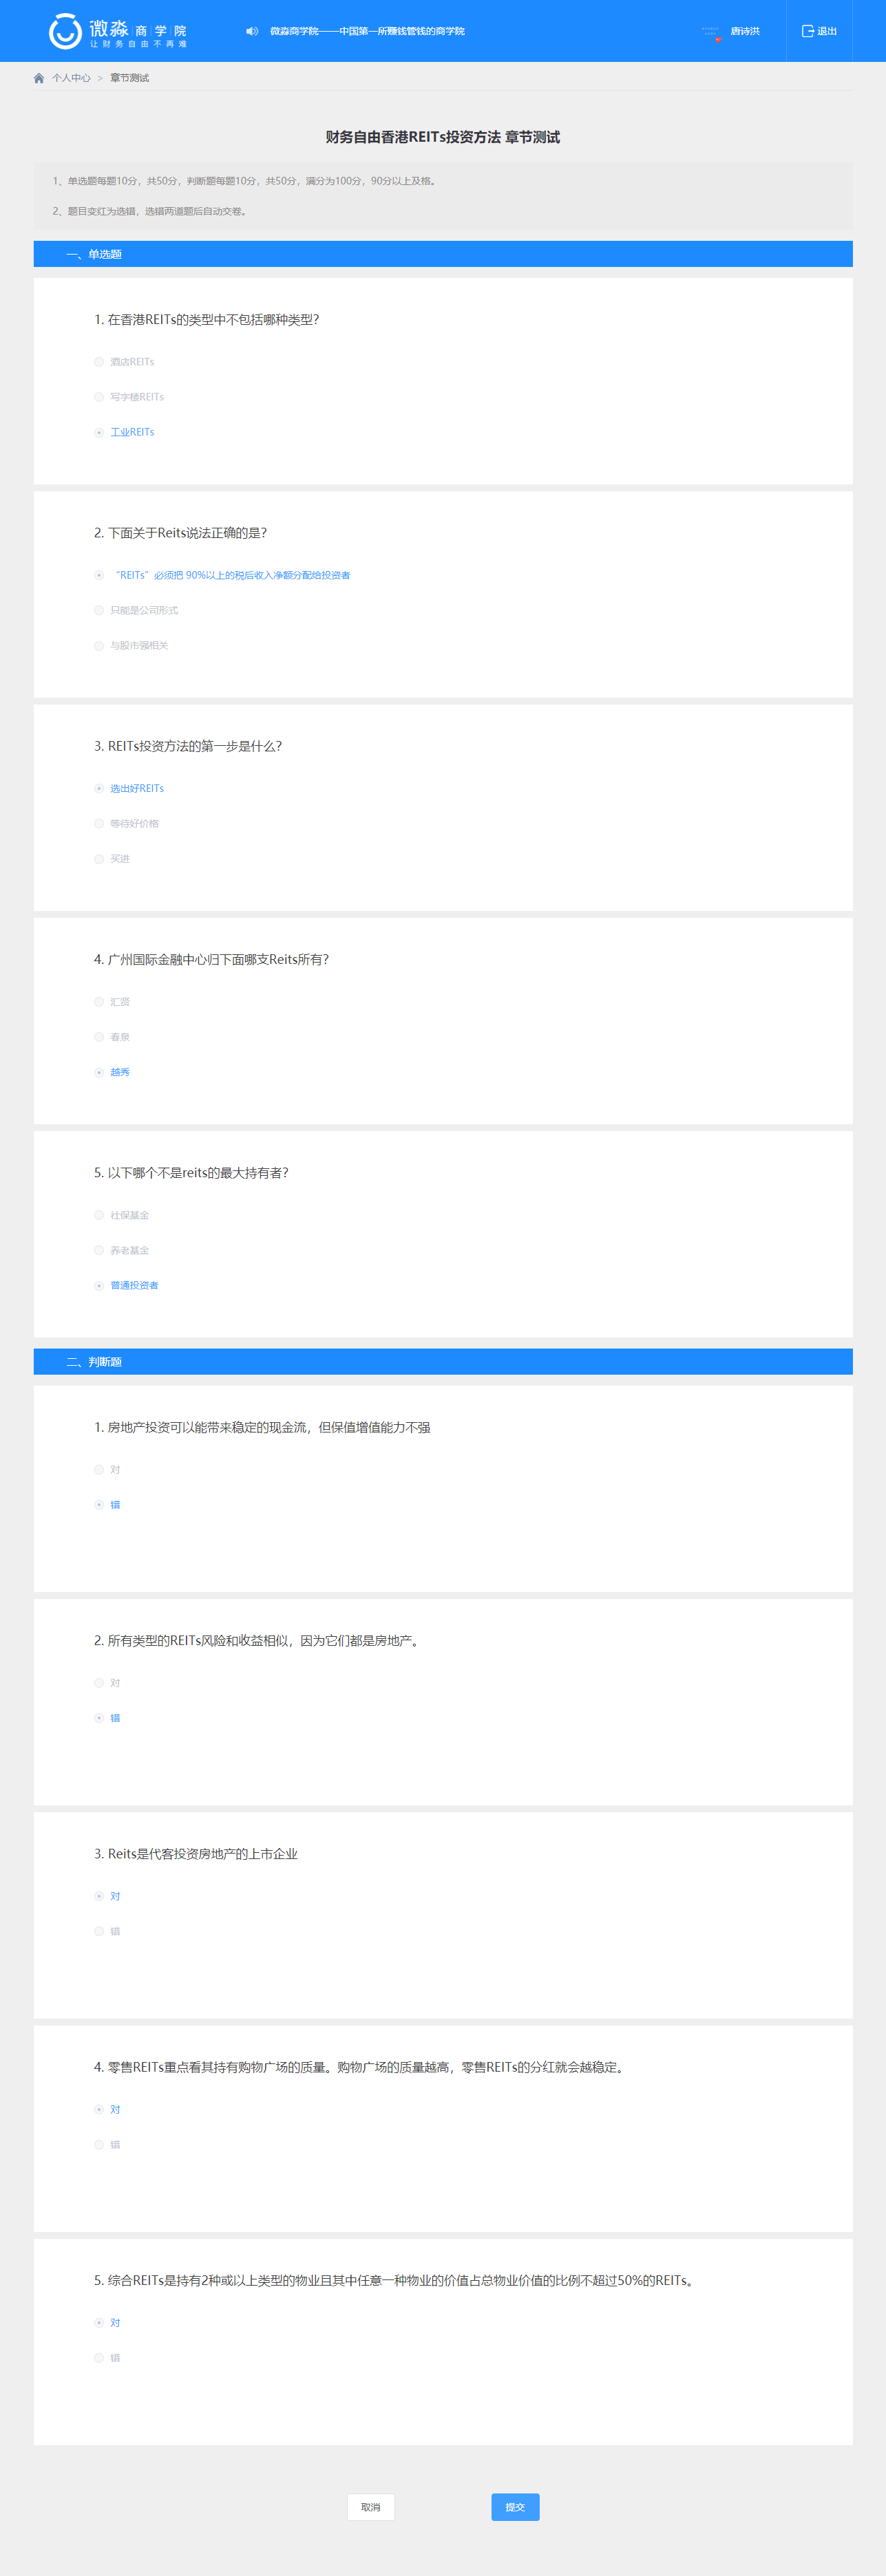 微淼 商 学 院
让 财 务 自 由 不 再 难
微淼商学院——中国第一所赚钱管钱的商学院
唐诗洪
退出
个人中心 > 章节测试
财务自由香港REITs投资方法 章节测试
1、单选题每题10分，共50分，判断题每题10分，共50分，满分为100分，90分以上及格。
2、题目变红为选错，选错两道题后自动交卷。
一、单选题
1. 在香港REITs的类型中不包括哪种类型？
酒店REITs
写字楼REITs
工业REITs
2. 下面关于Reits说法正确的是？
“REITs”必须把 90%以上的税后收入净额分配给投资者
只能是公司形式
与股市强相关
3. REITs投资方法的第一步是什么？
选出好REITs
等待好价格
买进
4. 广州国际金融中心归下面哪支Reits所有？
汇贤
春泉
越秀
5. 以下哪个不是reits的最大持有者？
社保基金
养老基金
普通投资者
二、判断题
1. 房地产投资可以能带来稳定的现金流，但保值增值能力不强
对
错
2. 所有类型的REITs风险和收益相似，因为它们都是房地产。
对
错
3. Reits是代客投资房地产的上市企业
对
错
4. 零售REITs重点看其持有购物广场的质量。购物广场的质量越高，零售REITs的分红就会越稳定。
对
错
5. 综合REITs是持有2种或以上类型的物业且其中任意一种物业的价值占总物业价值的比例不超过50%的REITs。
对
错
取消
提交